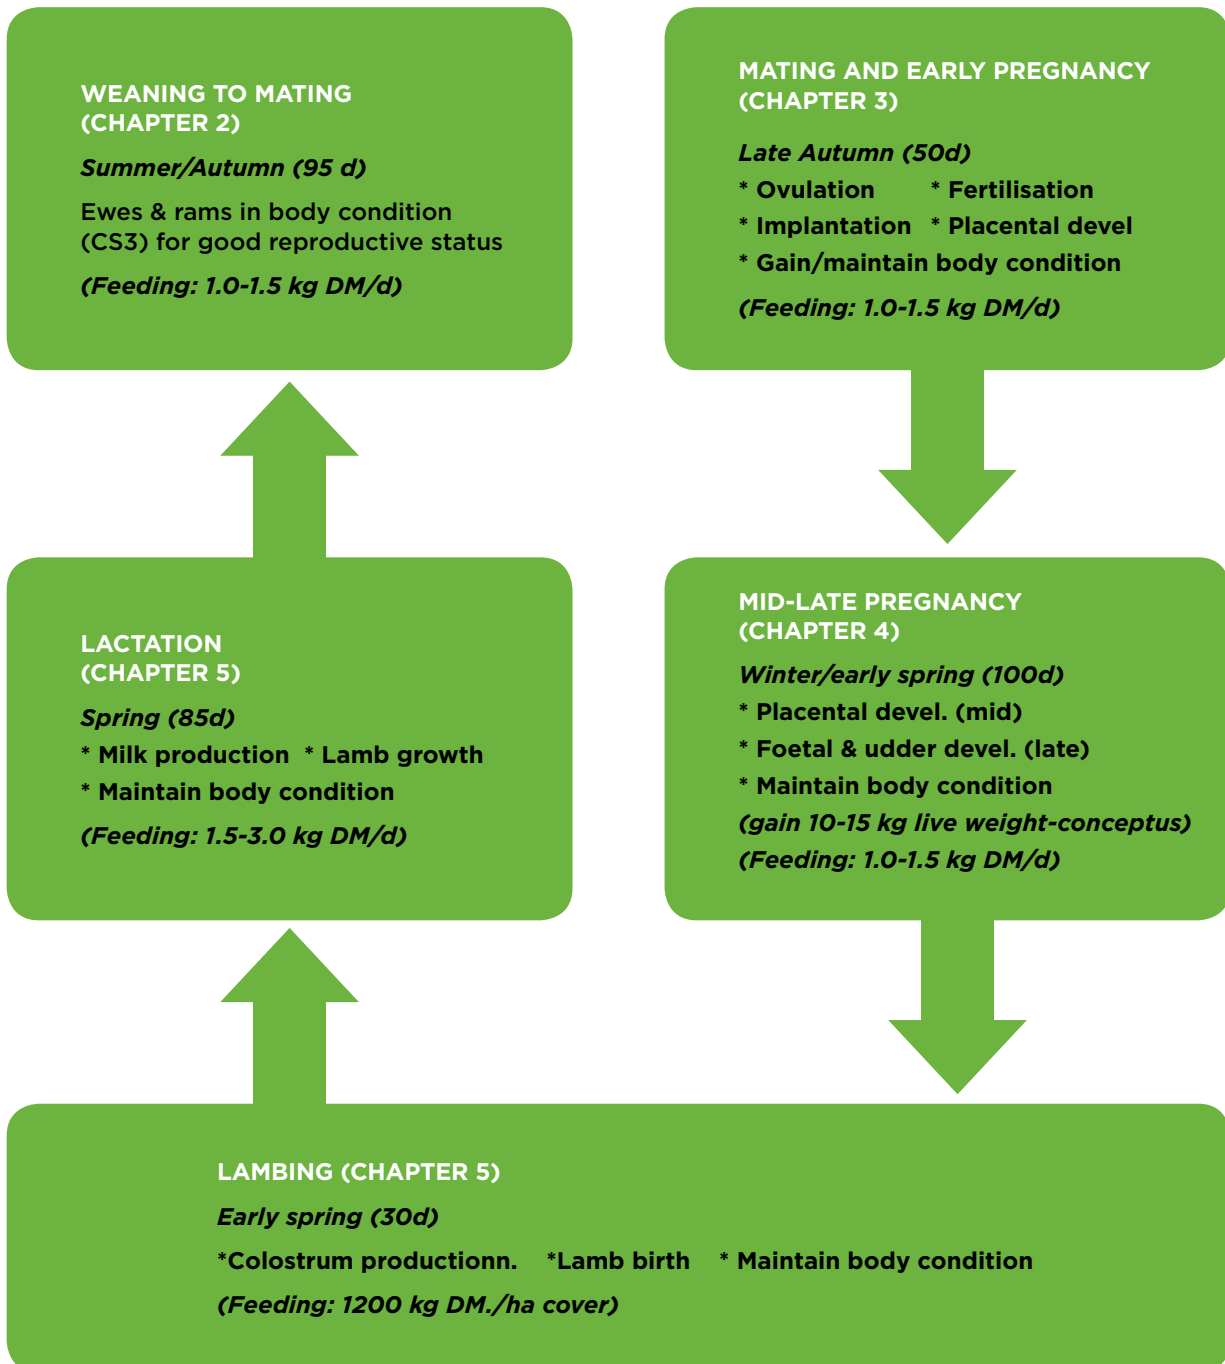 WEANING TO MATING
(CHAPTER 2)
Summer/Autumn (95 d)
Ewes & rams in body condition
(CS3) for good reproductive status
(Feeding: 1.0-1.5 kg DM/d)
MATING AND EARLY PREGNANCY
(CHAPTER 3)
Late Autumn (50d)
* Ovulation * Fertilisation
* Implantation * Placental devel
* Gain/maintain body condition
(Feeding: 1.0-1.5 kg DM/d)
LACTATION
(CHAPTER 5)
Spring (85d)
* Milk production * Lamb growth
* Maintain body condition
(Feeding: 1.5-3.0 kg DM/d)
MID-LATE PREGNANCY
(CHAPTER 4)
Winter/early spring (100d)
* Placental devel. (mid)
* Foetal & udder devel. (late)
* Maintain body condition
(gain 10-15 kg live weight-conceptus)
(Feeding: 1.0-1.5 kg DM/d)
LAMBING (CHAPTER 5)
Early spring (30d)
*Colostrum productionn. *Lamb birth * Maintain body condition
(Feeding: 1200 kg DM./ha cover)